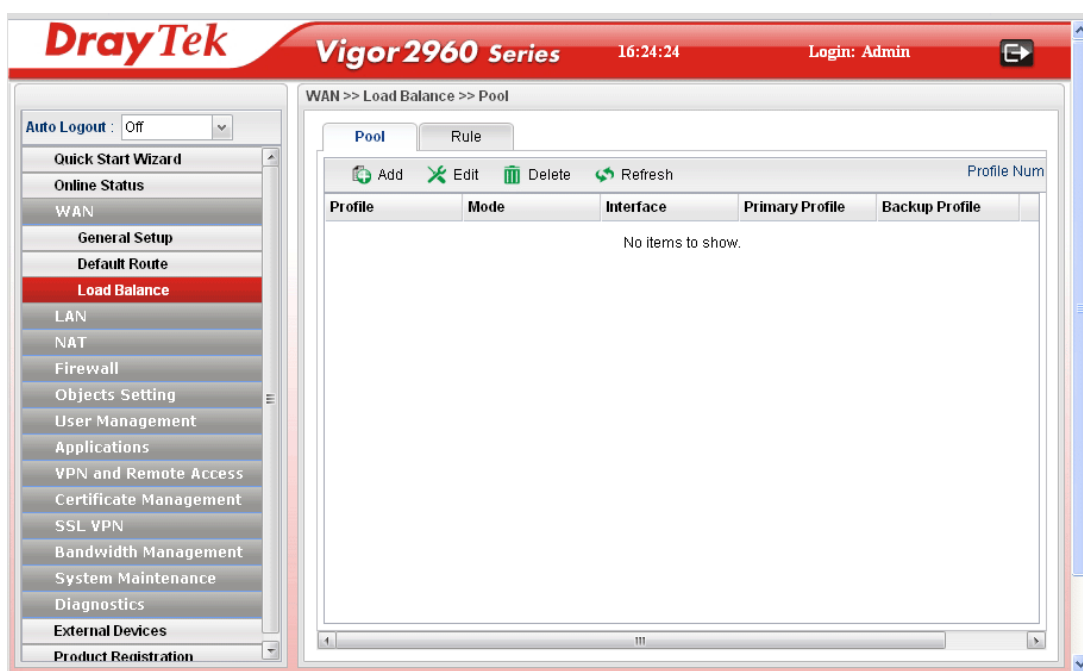 DrayTek
Vigor2960 Series 16:24:24 Login: Admin
WAN >> Load Balance >> Pool
Auto Logout : Off
Quick Start Wizard
Online Status
WAN
General Setup
Default Route
Load Balance
LAN
NAT
Firewall
Objects Setting
User Management
Applications
VPN and Remote Access
Certificate Management
SSL VPN
Bandwidth Management
System Maintenance
Diagnostics
External Devices
Product Registration
Pool Rule
Add Edit Delete Refresh Profile Num
Profile Mode Interface Primary Profile Backup Profile
No items to show.